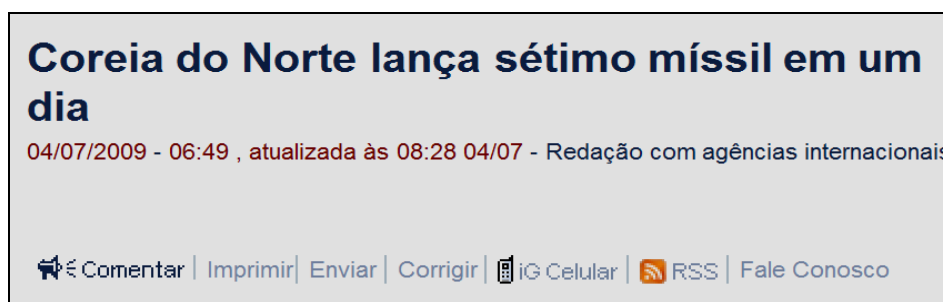 Coreia do Norte lança sétimo míssil em um
dia
04/07/2009 - 06:49 , atualizada às 08:28 04/07 - Redação com agências internacionais
Comentar | Imprimir | Enviar | Corrigir | iG Celular | RSS | Fale Conosco